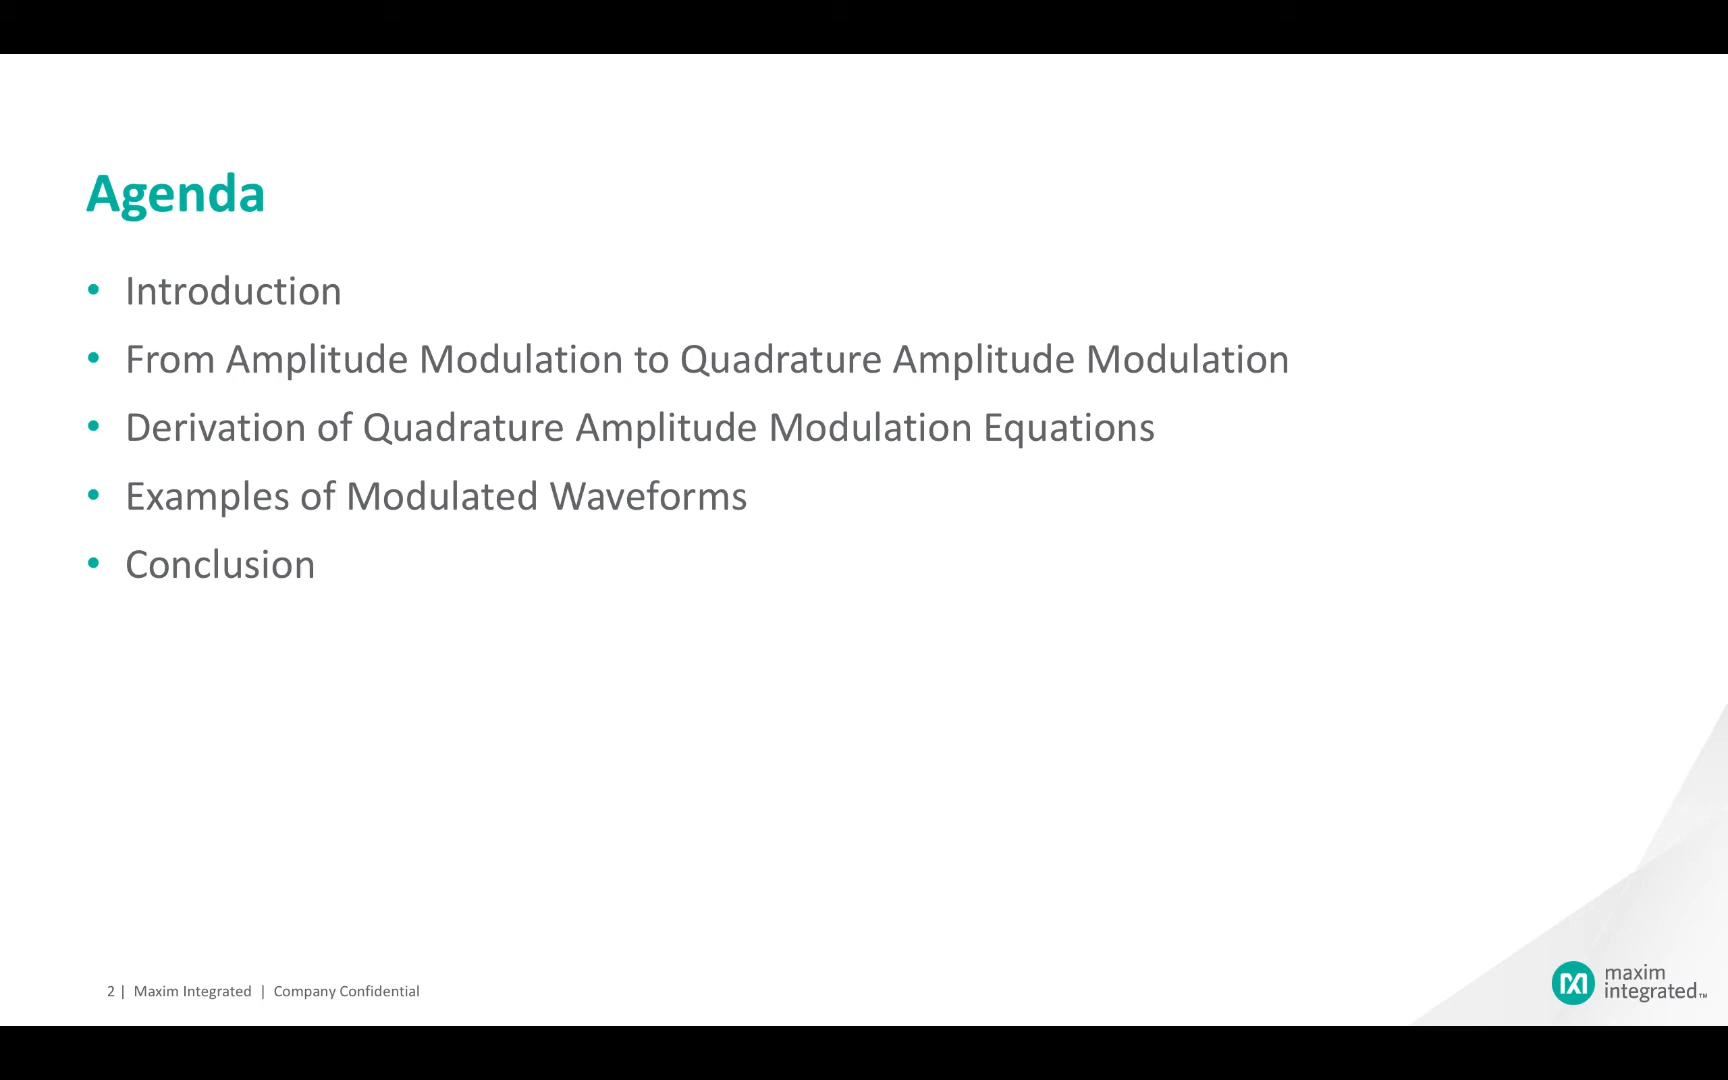 Agenda
• Introduction
• From Amplitude Modulation to Quadrature Amplitude Modulation
• Derivation of Quadrature Amplitude Modulation Equations
• Examples of Modulated Waveforms
• Conclusion
2 | Maxim Integrated | Company Confidential
maxim
integrated™